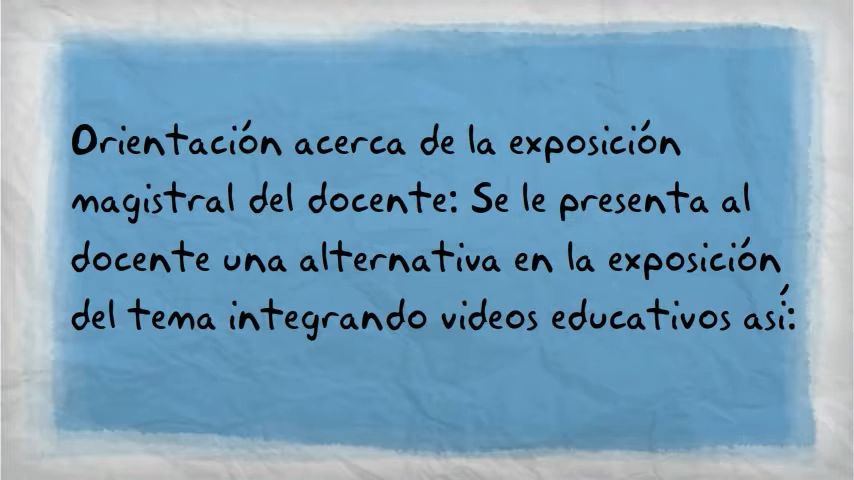 Orientación acerca de la exposición
magistral del docente: Se le presenta al
docente una alternativa en la exposición
del tema integrando videos educativos así: